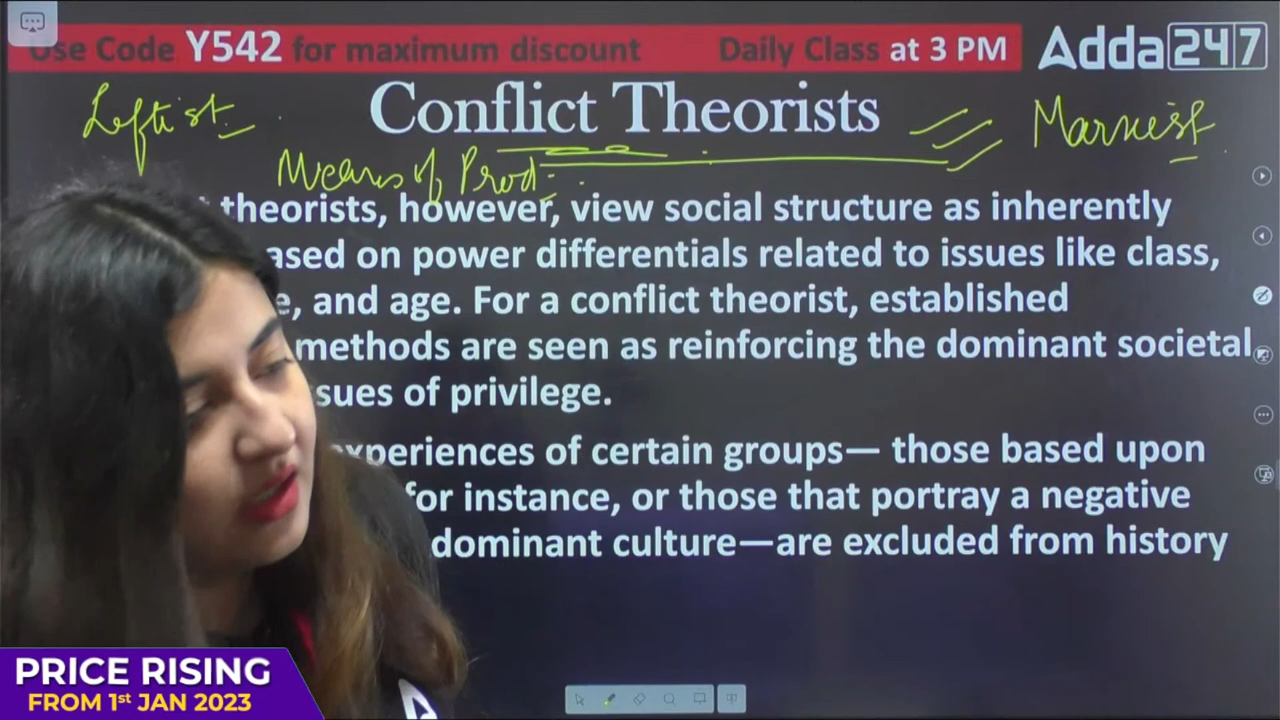 Use Code Y542 for maximum discount Daily Class at 3 PM Adda247
Leftist Conflict Theorists Marxist
Means of Prod
theorists, however, view social structure as inherently
ased on power differentials related to issues like class,
e, and age. For a conflict theorist, established
methods are seen as reinforcing the dominant societal
sues of privilege.
xperiences of certain groups— those based upon
for instance, or those that portray a negative
dominant culture—are excluded from history
PRICE RISING
FROM 1st JAN 2023